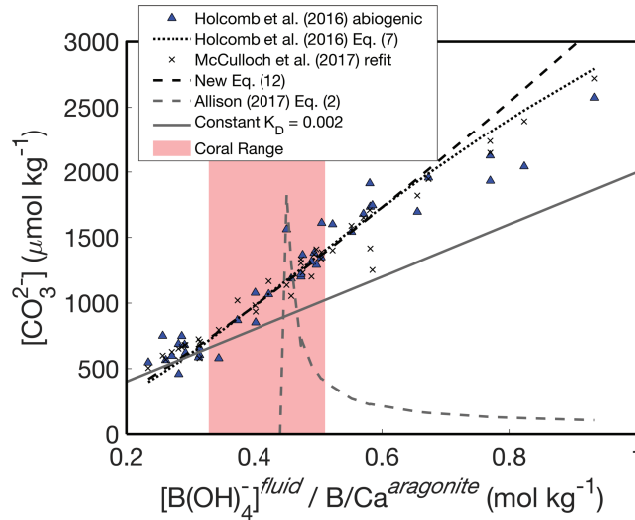 Holcomb et al. (2016) abiogenic
Holcomb et al. (2016) Eq. (7)
McCulloch et al. (2017) refit
New Eq. (12)
Allison (2017) Eq. (2)
Constant K_D = 0.002
Coral Range
3000
2500
2000
1500
1000
500
0
[CO₃²⁻] (μmol kg⁻¹)
0.2 0.4 0.6 0.8 1
[B(OH)₄⁻]^fluid / B/Ca^aragonite (mol kg⁻¹)